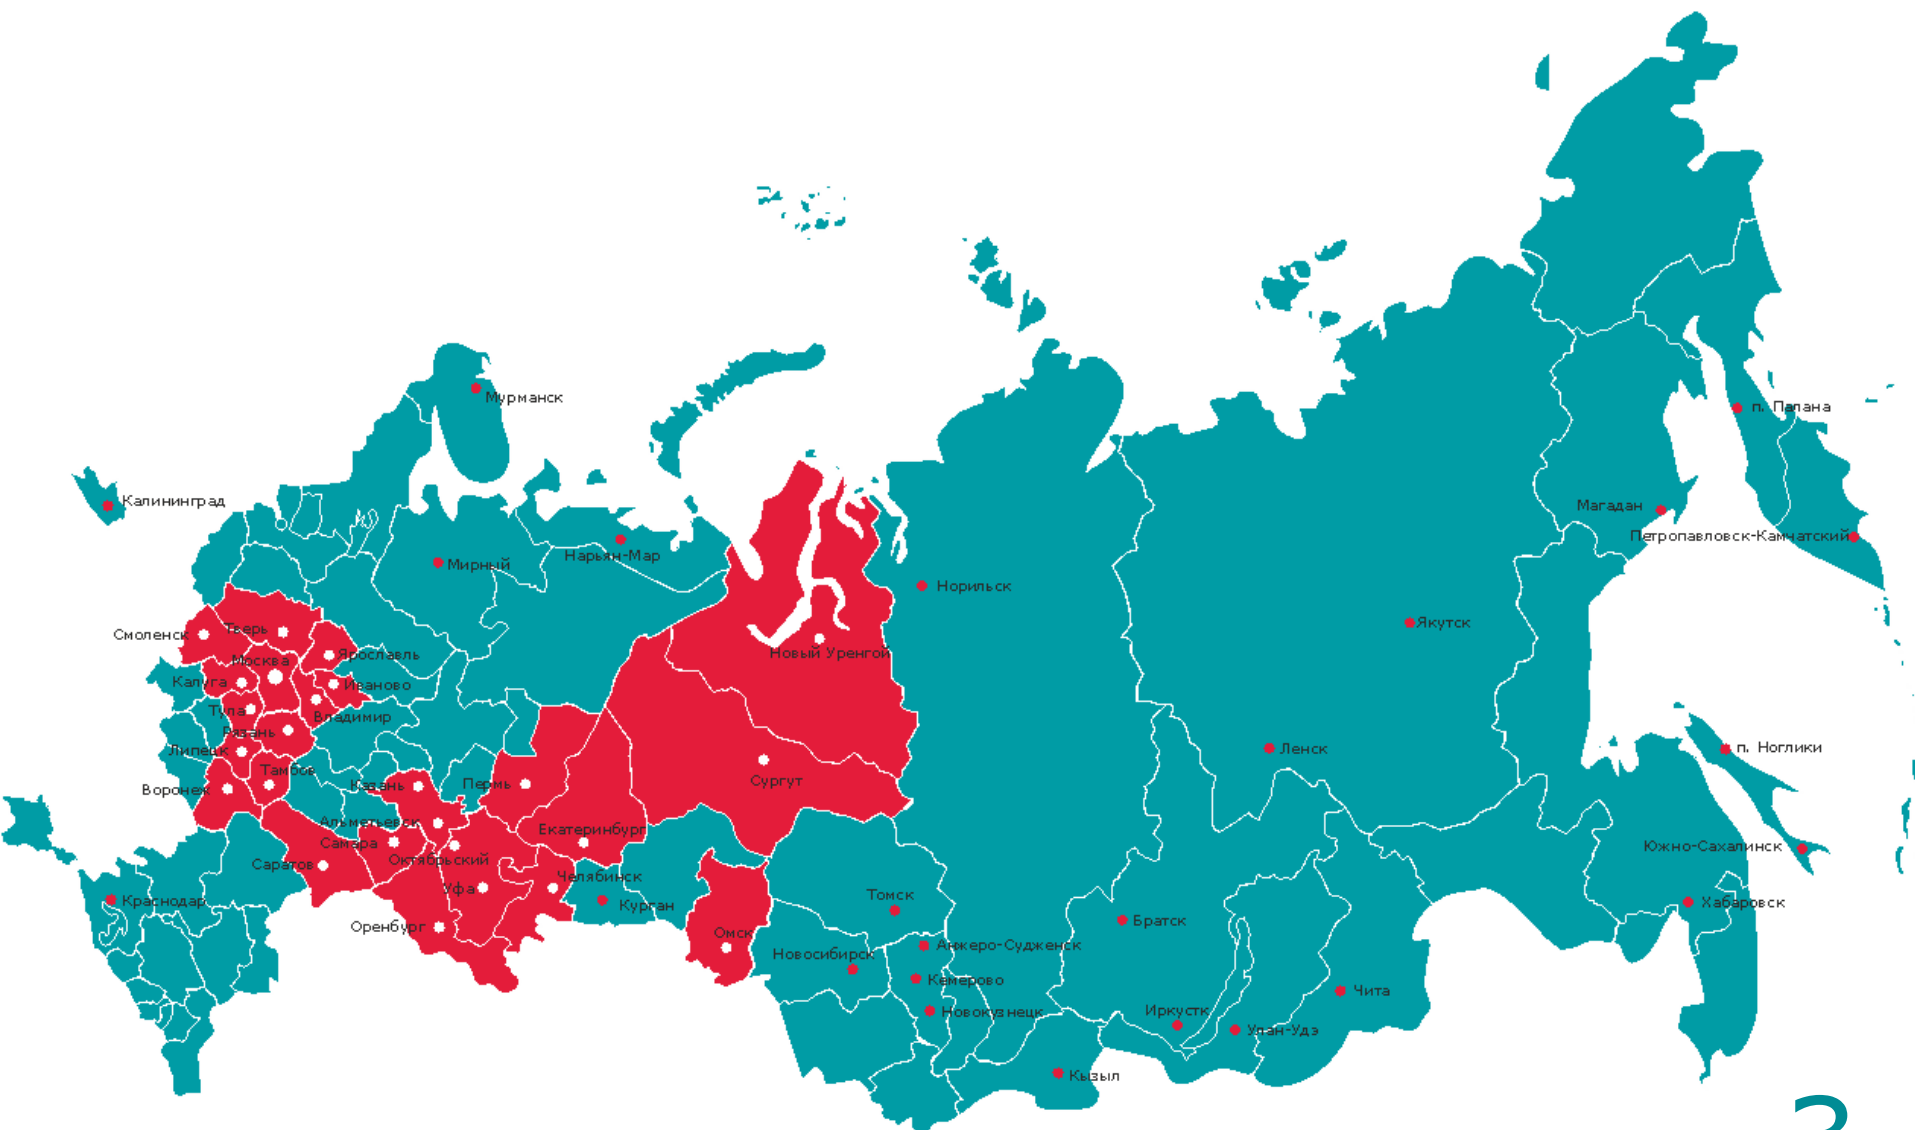 Мурманск
п. Палана
Калининград
Магадан
Петропавловск-Камчатский
Нарьян-Мар
Мирный
Норильск
Якутск
Смоленск
Тверь
Новый Уренгой
Ярославль
Москва
Калуга
Иваново
Тула
Владимир
Рязань
Липецк
Ленск
п. Ноглики
Тамбов
Сургут
Казань
Пермь
Воронеж
Альметьевск
Екатеринбург
Самара
Южно-Сахалинск
Октябрьский
Саратов
Челябинск
Уфа
Томск
Краснодар
Курган
Хабаровск
Братск
Оренбург
Омск
Анжеро-Судженск
Новосибирск
Кемерово
Чита
Новокузнецк
Иркустк
Улан-Удэ
Кызыл